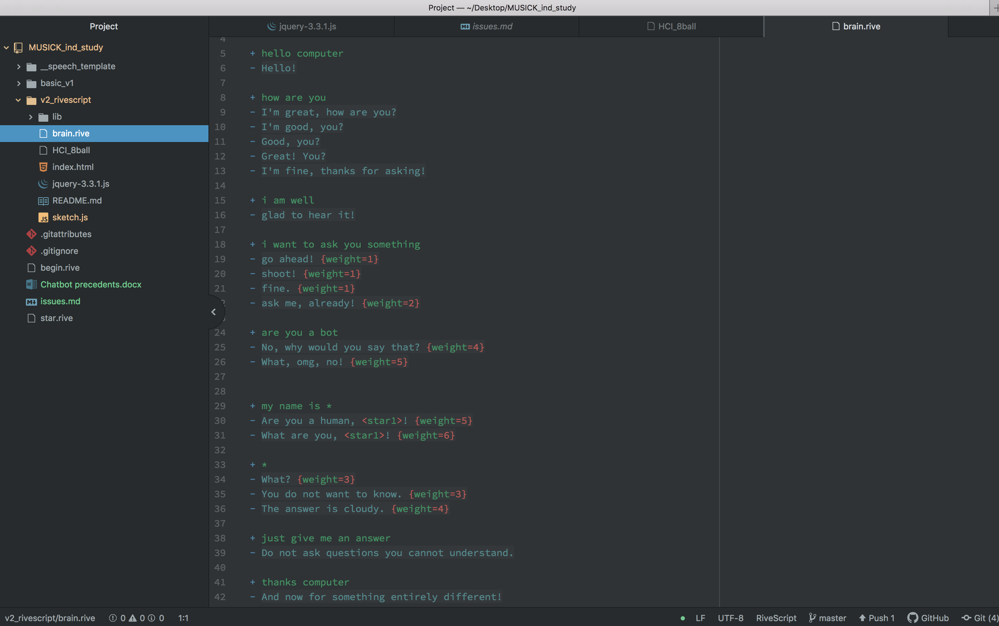 Project — ~/Desktop/MUSICK_ind_study
Project
MUSICK_ind_study
__speech_template
basic_v1
v2_rivescript
lib
brain.rive
HCI_8ball
index.html
jquery-3.3.1.js
README.md
JS sketch.js
.gitattributes
.gitignore
begin.rive
W Chatbot precedents.docx
M issues.md
star.rive
jquery-3.3.1.js
M issues.md
HCI_8ball
brain.rive
4
5 + hello computer
6 - Hello!
7
8 + how are you
9 - I'm great, how are you?
10 - I'm good, you?
11 - Good, you?
12 - Great! You?
13 - I'm fine, thanks for asking!
14
15 + i am well
16 - glad to hear it!
17
18 + i want to ask you something
19 - go ahead! {weight=1}
20 - shoot! {weight=1}
21 - fine. {weight=1}
- ask me, already! {weight=2}
24 + are you a bot
25 - No, why would you say that? {weight=4}
26 - What, omg, no! {weight=5}
27
28
29 + my name is *
30 - Are you a human, <star1>! {weight=5}
31 - What are you, <star1>! {weight=6}
32
33 + *
34 - What? {weight=3}
35 - You do not want to know. {weight=3}
36 - The answer is cloudy. {weight=4}
37
38 + just give me an answer
39 - Do not ask questions you cannot understand.
40
41 + thanks computer
42 - And now for something entirely different!
v2_rivescript/brain.rive 0 0 0 1:1 LF UTF-8 RiveScript master Push 1 GitHub Git (4)